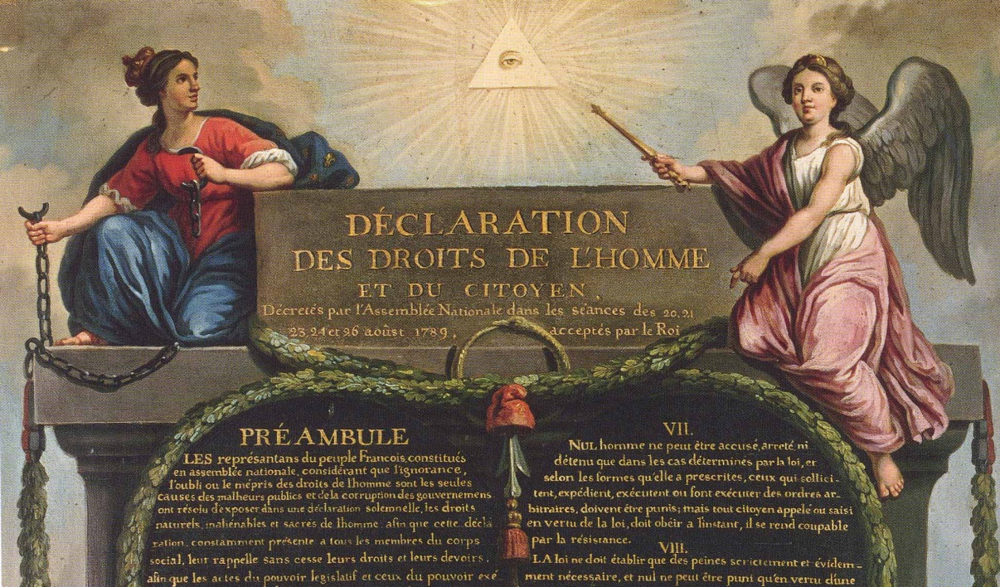 DÉCLARATION
DES DROITS DE L'HOMME
ET DU CITOYEN,
Décretés par l'Assemblée Nationale dans les séances des 20, 21
23, 24 et 26 aoûst 1789, acceptés par le Roi
PRÉAMBULE
LES représantans du peuple Francois, constitués
en assemblée nationale, considérant que l'ignorance,
l'oubli ou le mépris des droits de lhomme sont les seules
causes des malheurs publics et de la corruption des gouvernemens
ont résolu d'exposer dans une déclaration solemnelle, les droits
naturels, inaliénables et sacrés de lhomme; afin que cette décla
ration, constamment présente a tous les membres du corps
social, leur rappelle sans cesse leurs droits et leurs devoirs,
afin que les actes du pouvoir legislatif et ceux du pouvoir exé
VII.
NUL homme ne peut être accusé, arreté, ni
détenu que dans les cas déterminés par la loi, et
selon les formes qu'elle a prescrites, ceux qui sollici-
tent, expédient, exécutent ou font exécuter des ordres ar-
bitraires, doivent être punis; mais tout citoyen appelé ou saisi
en vertu de la loi, doit obéir a linstant, il se rend coupable
par la résistance.
VIII.
LA loi ne doit établir que des peines strictement et évidem-
ment nécessaire, et nul ne peut être puni qu'en vertu d'une